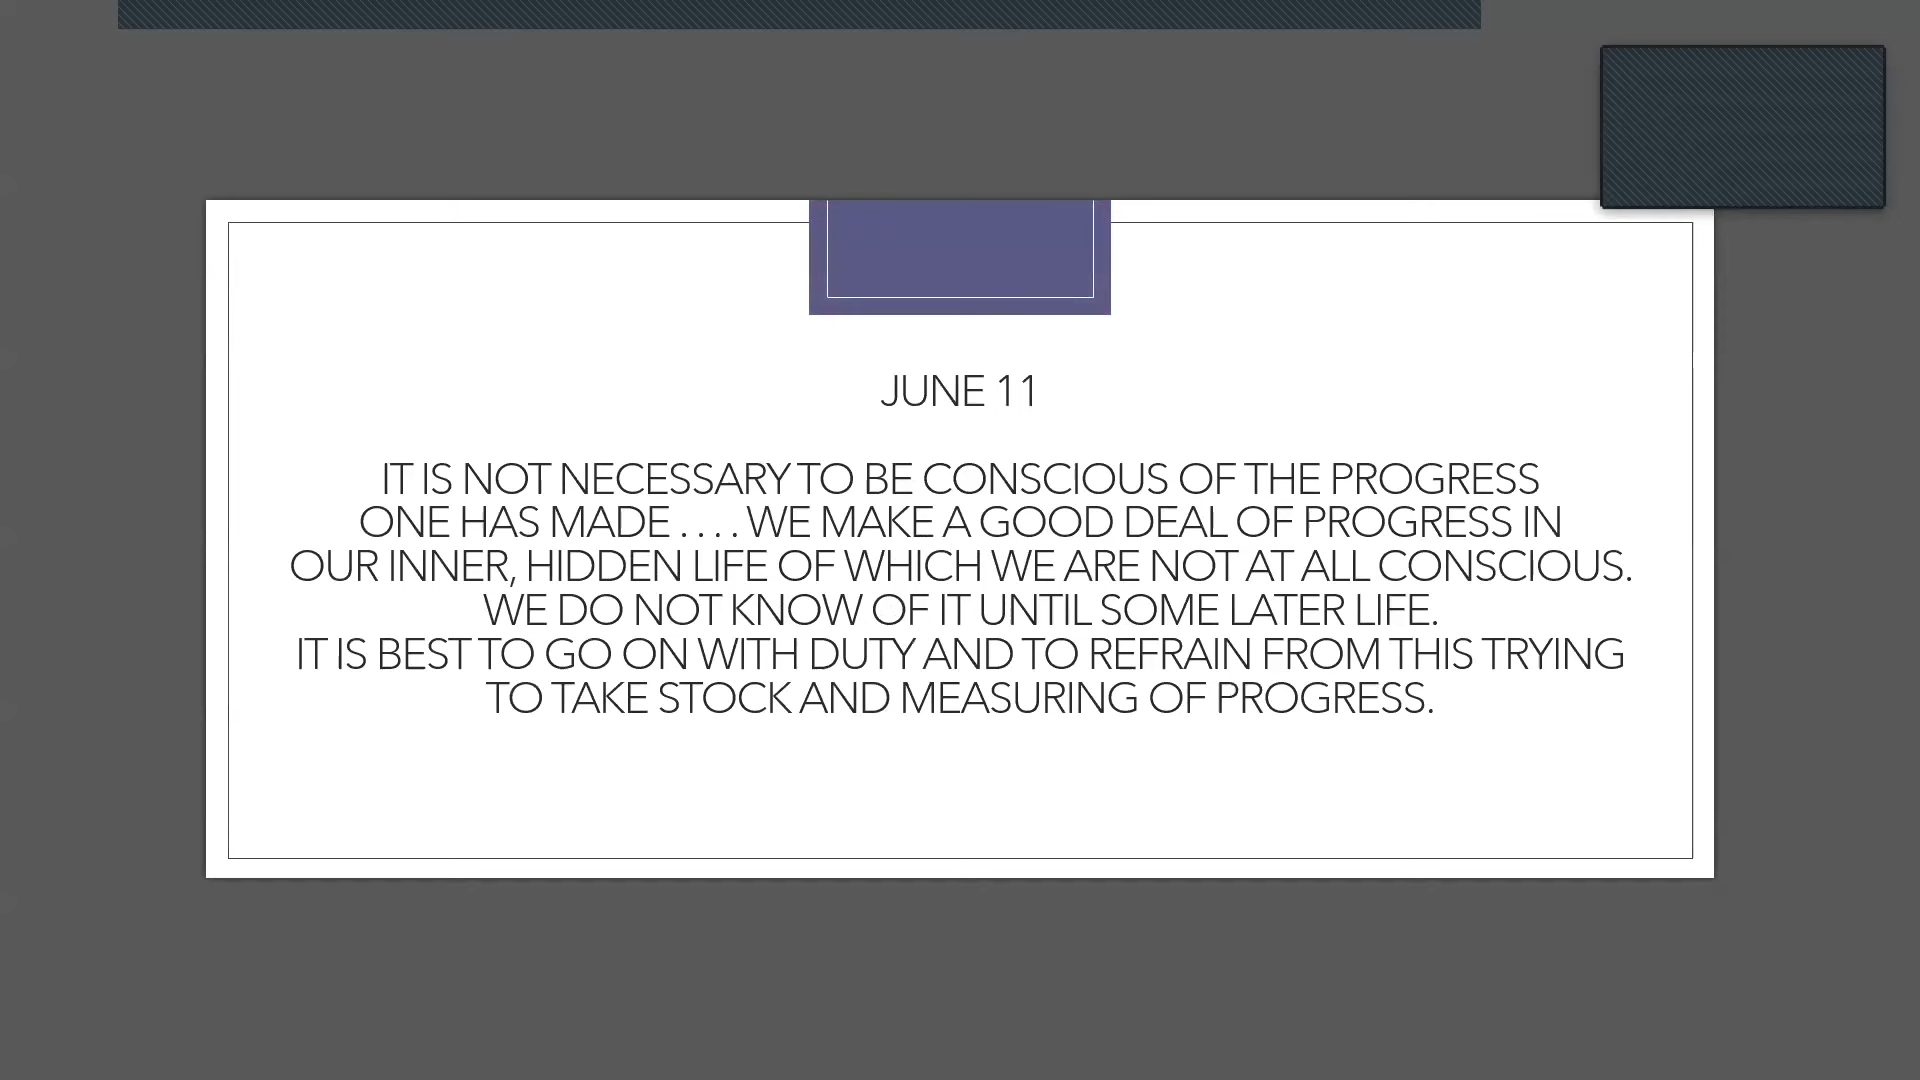 JUNE 11
IT IS NOT NECESSARY TO BE CONSCIOUS OF THE PROGRESS
ONE HAS MADE . . . . WE MAKE A GOOD DEAL OF PROGRESS IN
OUR INNER, HIDDEN LIFE OF WHICH WE ARE NOT AT ALL CONSCIOUS.
WE DO NOT KNOW OF IT UNTIL SOME LATER LIFE.
IT IS BEST TO GO ON WITH DUTY AND TO REFRAIN FROM THIS TRYING
TO TAKE STOCK AND MEASURING OF PROGRESS.